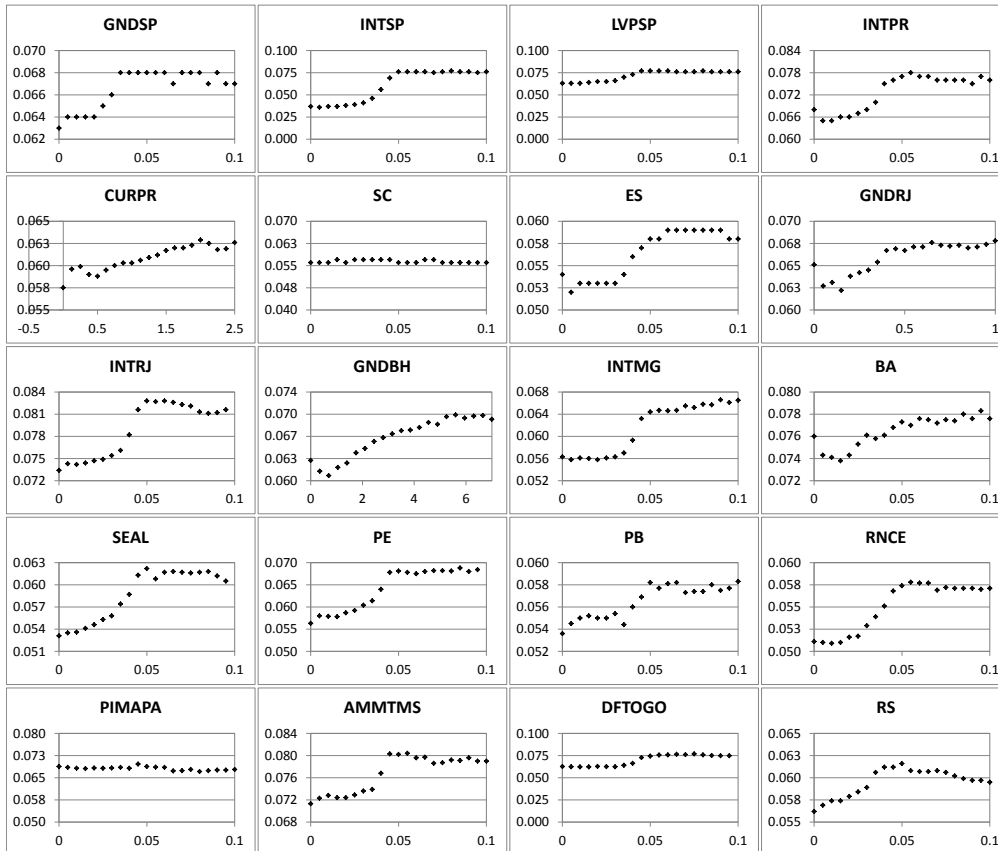 GNDSP INTSP LVPSP INTPR
0.070 0.100 0.100 0.084
0.068 0.075 0.075 0.078
0.066 0.050 0.050 0.072
0.064 0.025 0.025 0.066
0.062 0.000 0.000 0.060
0 0.05 0.1 0 0.05 0.1 0 0.05 0.1 0 0.05 0.1
CURPR SC ES GNDRJ
0.065 0.070 0.060 0.070
0.063 0.063 0.058 0.068
0.060 0.055 0.055 0.065
0.058 0.048 0.053 0.063
0.055 0.040 0.050 0.060
-0.5 0.5 1.5 2.5 0 0.05 0.1 0 0.05 0.1 0 0.5 1
INTRJ GNDBH INTMG BA
0.084 0.074 0.068 0.080
0.081 0.070 0.064 0.078
0.078 0.067 0.060 0.076
0.075 0.063 0.056 0.074
0.072 0.060 0.052 0.072
0 0.05 0.1 0 2 4 6 0 0.05 0.1 0 0.05 0.1
SEAL PE PB RNCE
0.063 0.070 0.060 0.060
0.060 0.065 0.058 0.058
0.057 0.060 0.056 0.055
0.054 0.055 0.054 0.053
0.051 0.050 0.052 0.050
0 0.05 0.1 0 0.05 0.1 0 0.05 0.1 0 0.05 0.1
PIMAPA AMMTMS DFTOGO RS
0.080 0.084 0.100 0.065
0.073 0.080 0.075 0.063
0.065 0.076 0.050 0.060
0.058 0.072 0.025 0.058
0.050 0.068 0.000 0.055
0 0.05 0.1 0 0.05 0.1 0 0.05 0.1 0 0.05 0.1